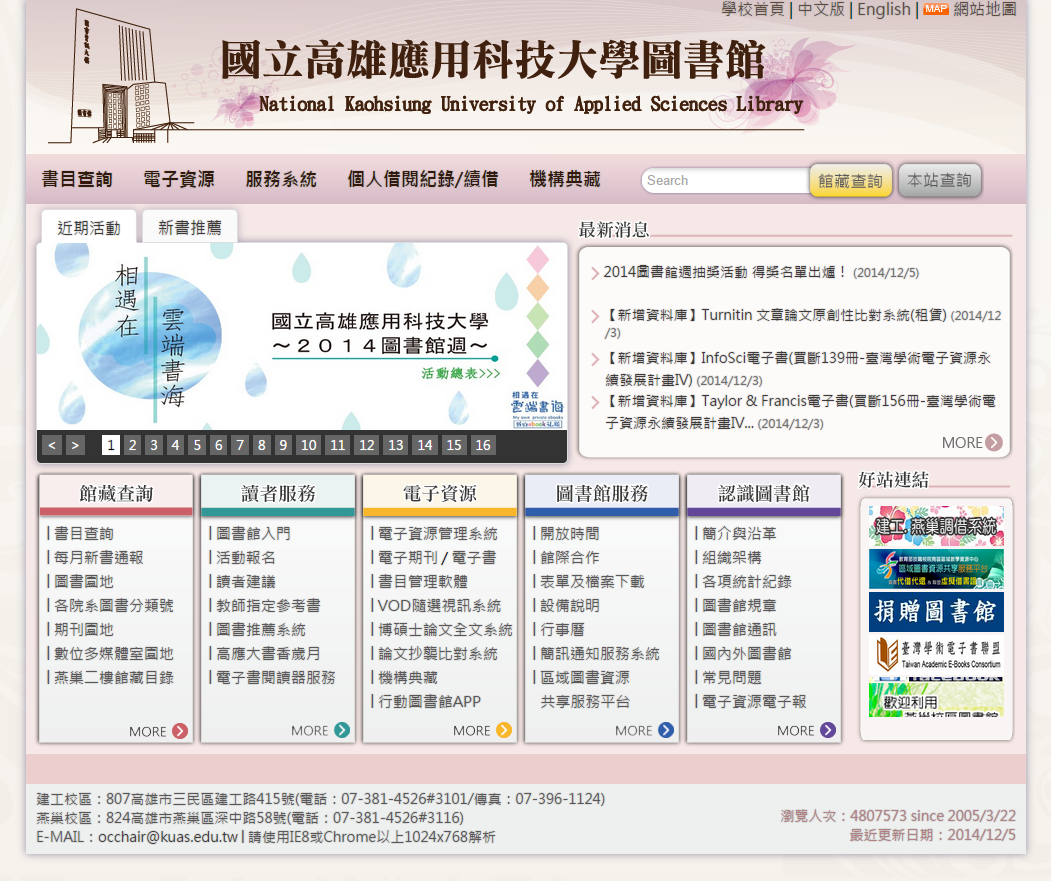 學校首頁 | 中文版 | English | MAP 網站地圖
國立高雄應用科技大學圖書館
National Kaohsiung University of Applied Sciences Library
書目查詢 電子資源 服務系統 個人借閱紀錄/續借 機構典藏 Search 館藏查詢 本站查詢
近期活動 新書推薦
相遇在
雲端書海
國立高雄應用科技大學
～２０１４圖書館週～
活動總表>>>
相遇在
雲端書海
< > 1 2 3 4 5 6 7 8 9 10 11 12 13 14 15 16
最新消息
2014圖書館週抽獎活動 得獎名單出爐！ (2014/12/5)
【新增資料庫】Turnitin 文章論文原創性比對系統(租賃) (2014/12
/3)
【新增資料庫】InfoSci電子書(買斷139冊-臺灣學術電子資源永
續發展計畫IV) (2014/12/3)
【新增資料庫】Taylor & Francis電子書(買斷156冊-臺灣學術電
子資源永續發展計畫IV... (2014/12/3)
MORE
館藏查詢
書目查詢
每月新書通報
圖書園地
各院系圖書分類號
期刊園地
數位多媒體室園地
燕巢二樓館藏目錄
MORE
讀者服務
圖書館入門
活動報名
讀者建議
教師指定參考書
圖書推薦系統
高應大書香歲月
電子書閱讀器服務
MORE
電子資源
電子資源管理系統
電子期刊 / 電子書
書目管理軟體
VOD隨選視訊系統
博碩士論文全文系統
論文抄襲比對系統
機構典藏
行動圖書館APP
MORE
圖書館服務
開放時間
館際合作
表單及檔案下載
設備說明
行事曆
簡訊通知服務系統
區域圖書資源
共享服務平台
MORE
認識圖書館
簡介與沿革
組織架構
各項統計紀錄
圖書館規章
圖書館通訊
國內外圖書館
常見問題
電子資源電子報
MORE
好站連結
建工.燕巢調借系統
區域圖書資源共享服務平台
捐贈圖書館
臺灣學術電子書聯盟
Taiwan Academic E-Books Consortium
歡迎利用
建工校區：807高雄市三民區建工路415號(電話：07-381-4526#3101/傳真：07-396-1124)
燕巢校區：824高雄市燕巢區深中路58號(電話：07-381-4526#3116)
E-MAIL：occhair@kuas.edu.tw | 請使用IE8或Chrome以上1024x768解析
瀏覽人次：4807573 since 2005/3/22
最近更新日期：2014/12/5